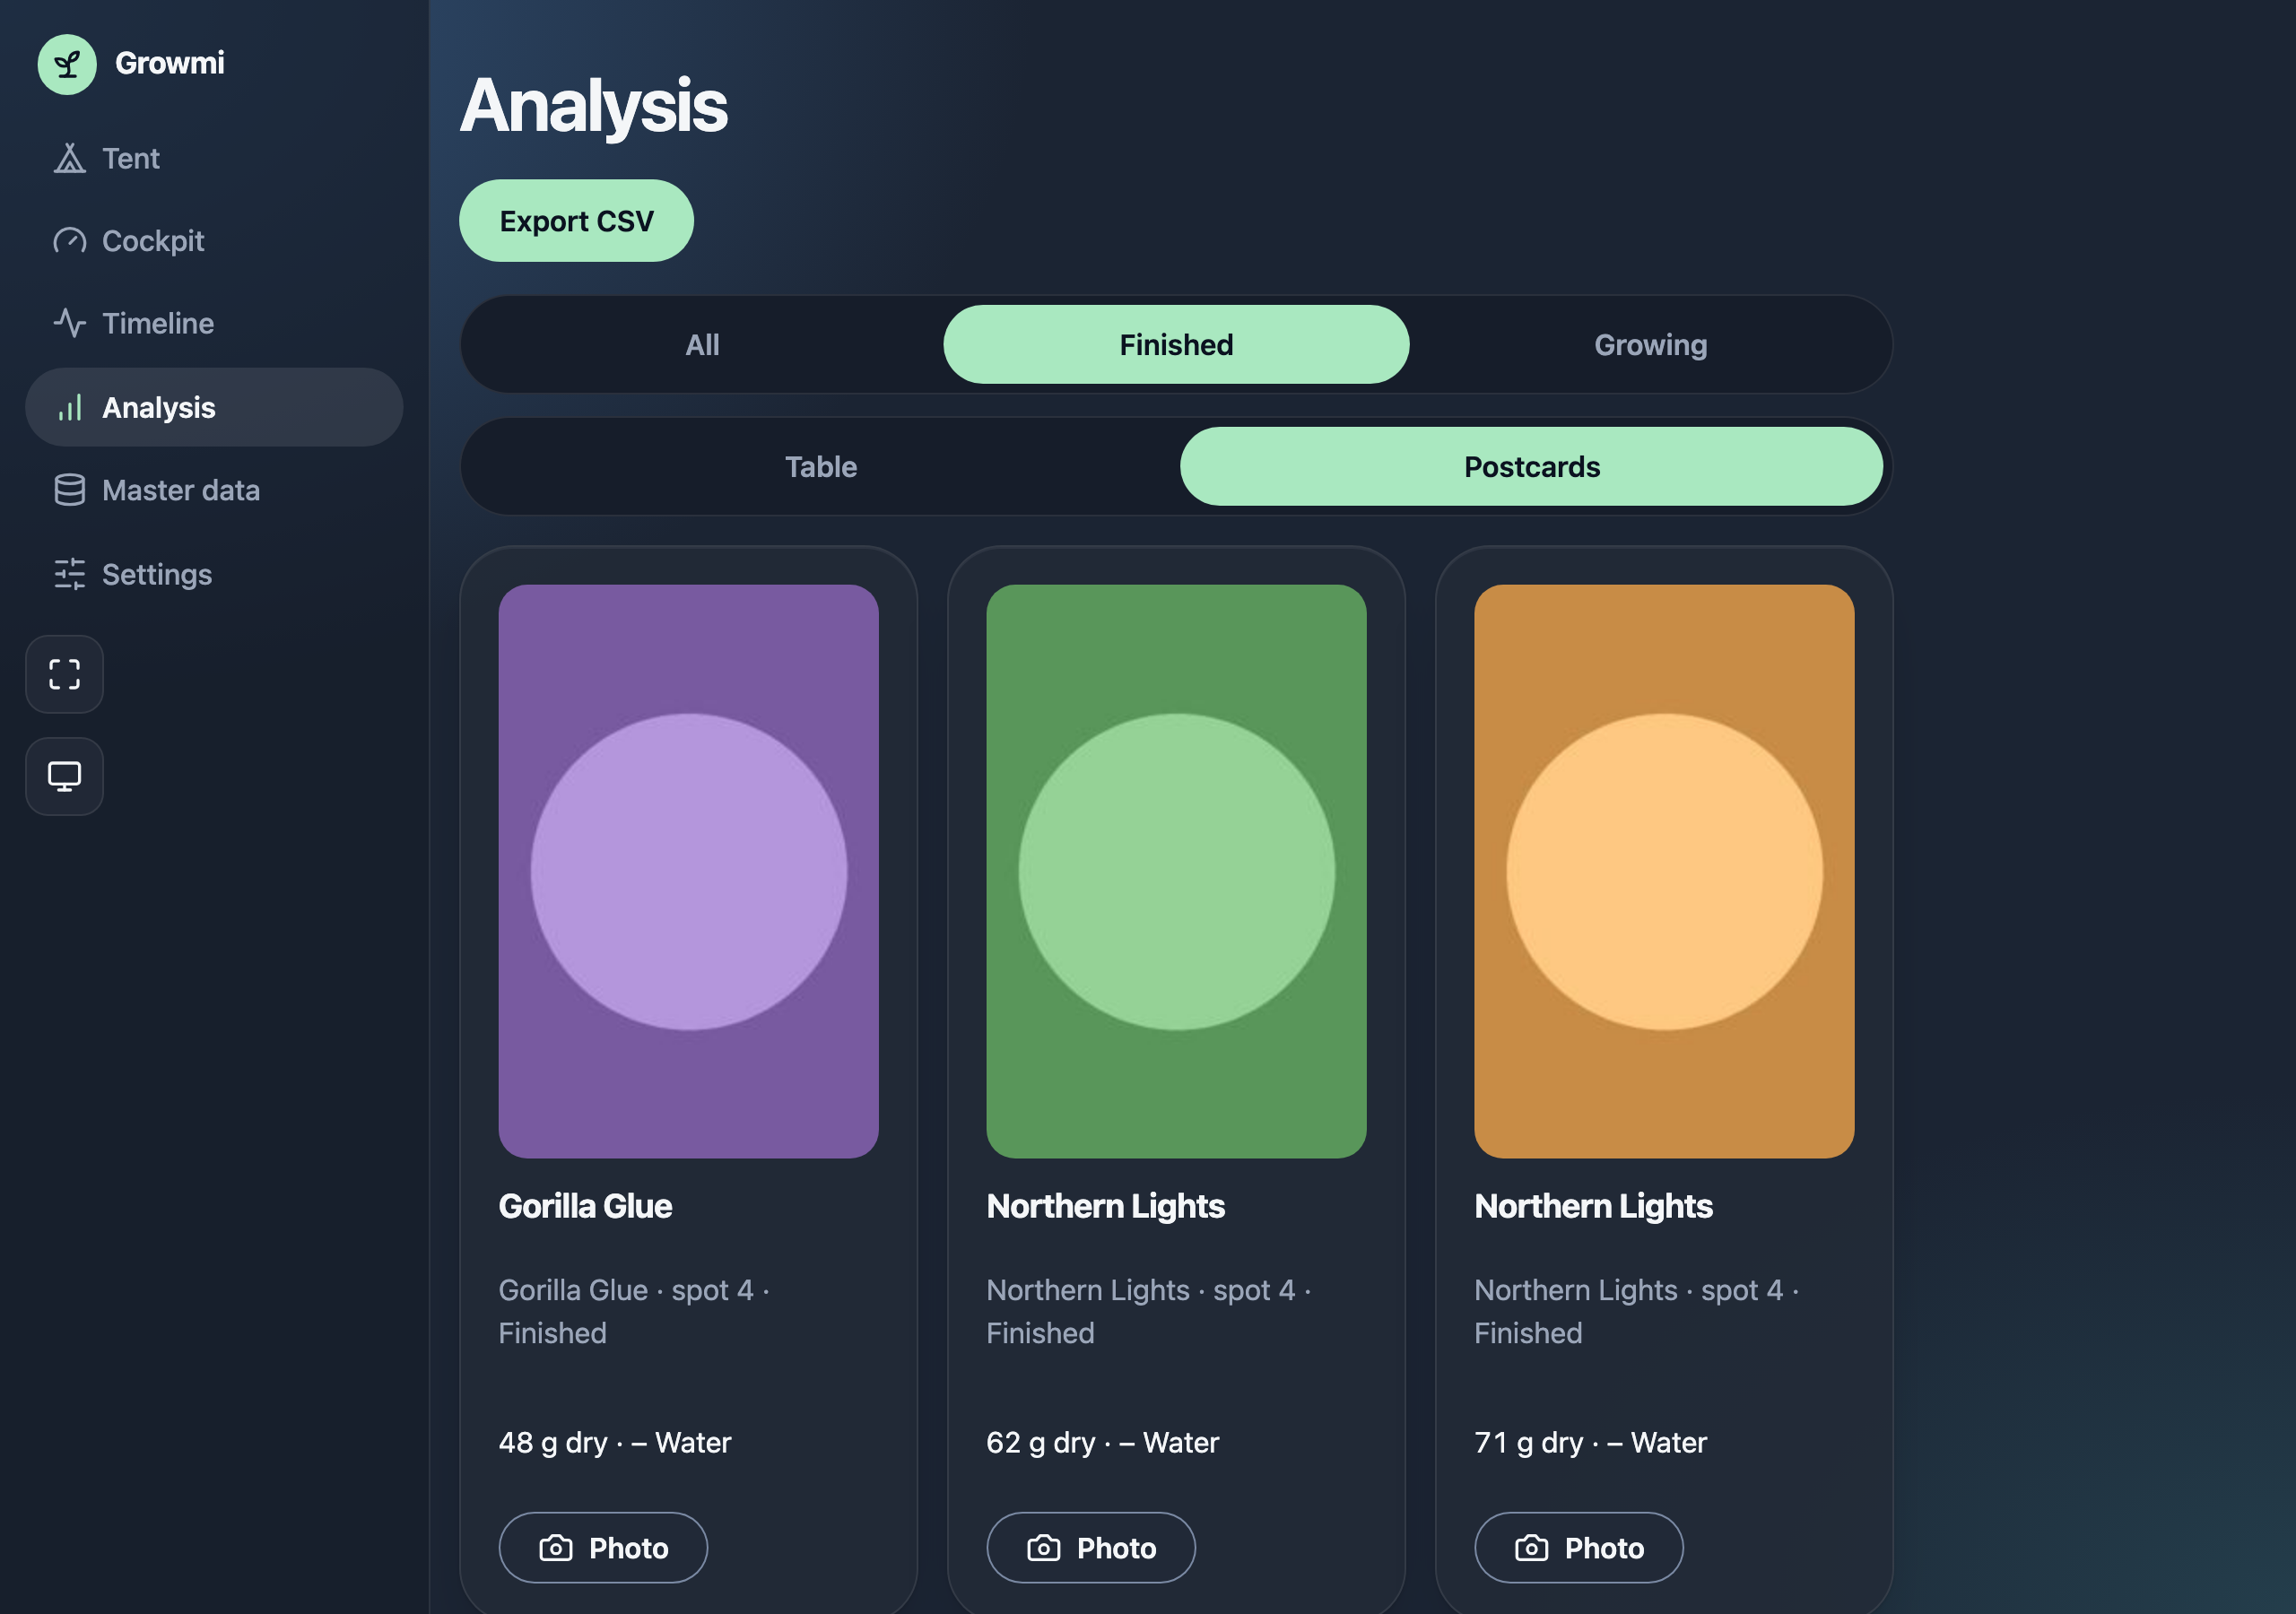 Growmi
Tent
Cockpit
Timeline
Analysis
Master data
Settings
Analysis
Export CSV
All
Finished
Growing
Table
Postcards
Gorilla Glue
Gorilla Glue · spot 4 ·
Finished
48 g dry · – Water
Photo
Northern Lights
Northern Lights · spot 4 ·
Finished
62 g dry · – Water
Photo
Northern Lights
Northern Lights · spot 4 ·
Finished
71 g dry · – Water
Photo